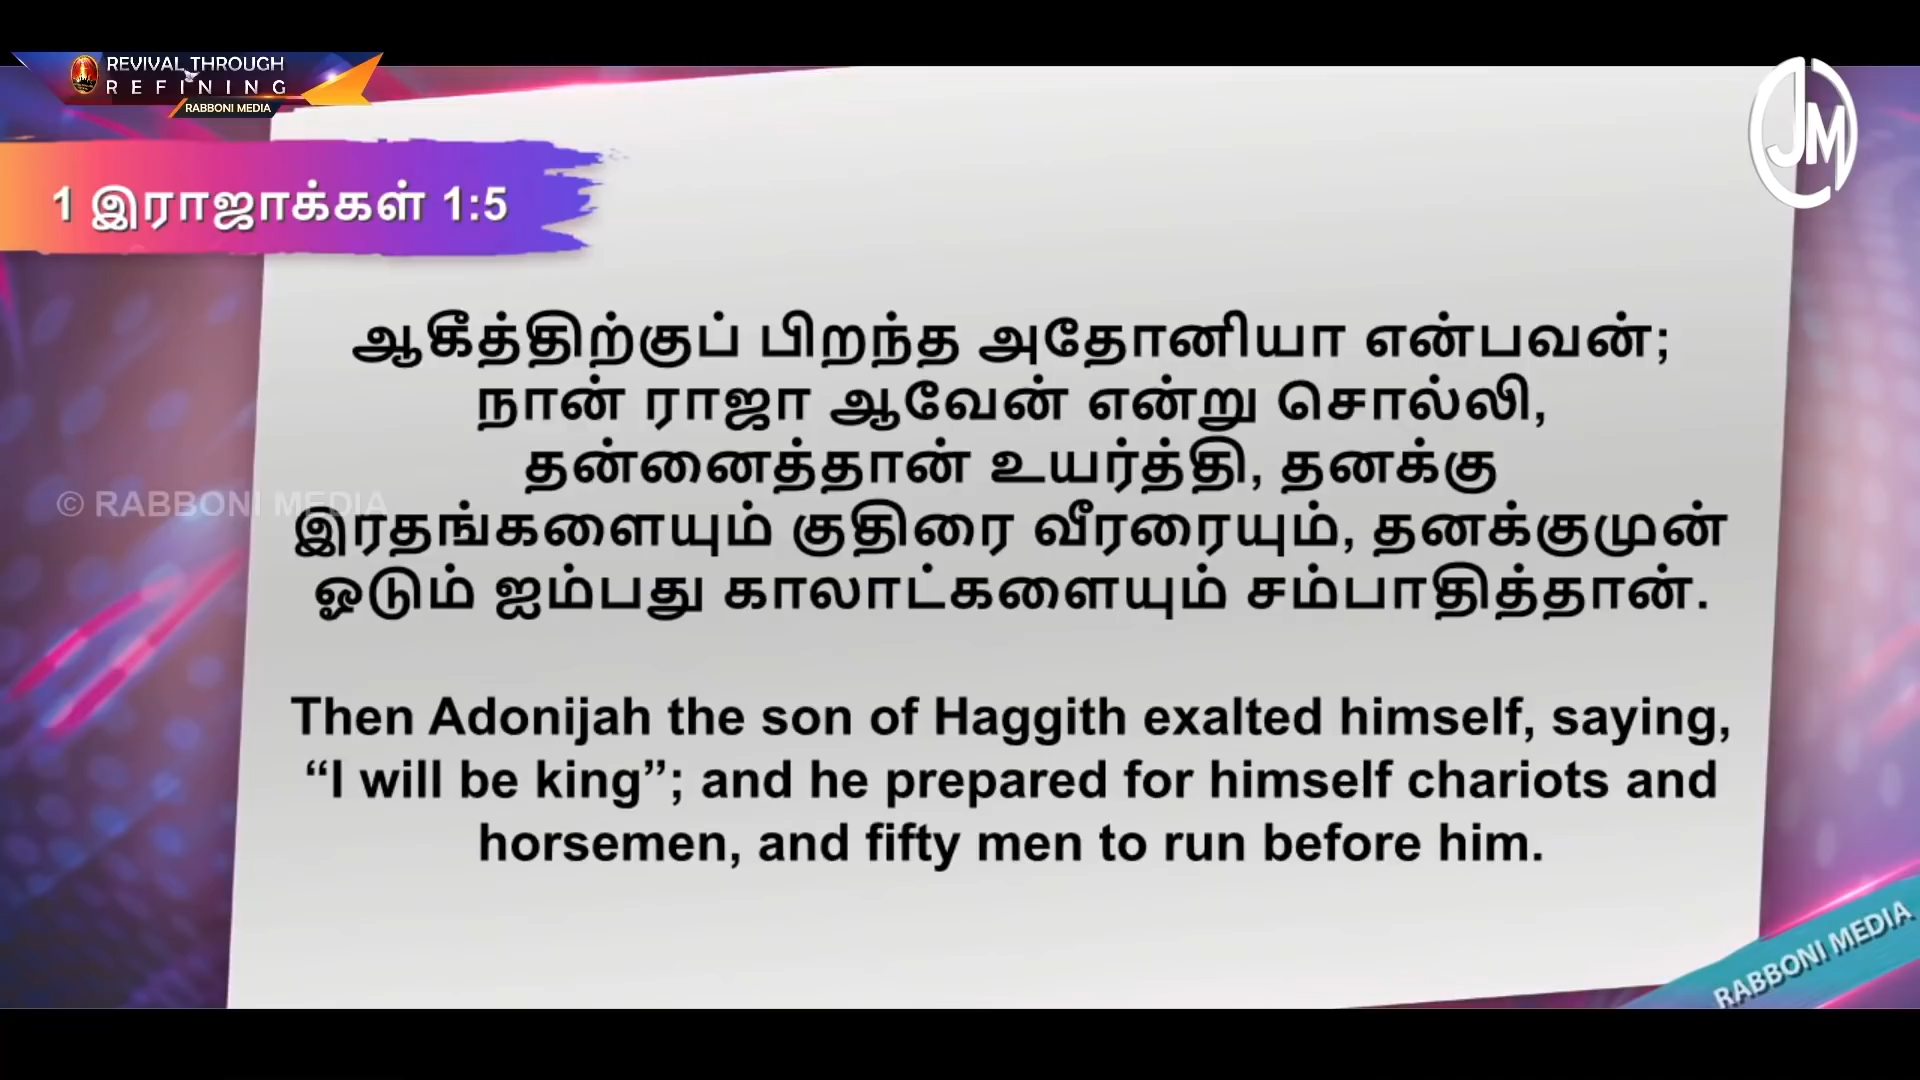 REVIVAL THROUGH
REFINING
RABBONI MEDIA
JM
1 இராஜாக்கள் 1:5
ஆகீத்திற்குப் பிறந்த அதோனியா என்பவன்;
நான் ராஜா ஆவேன் என்று சொல்லி,
தன்னைத்தான் உயர்த்தி, தனக்கு
© RABBONI MEDIA
இரதங்களையும் குதிரை வீரரையும், தனக்குமுன்
ஓடும் ஐம்பது காலாட்களையும் சம்பாதித்தான்.
Then Adonijah the son of Haggith exalted himself, saying,
“I will be king”; and he prepared for himself chariots and
horsemen, and fifty men to run before him.
RABBONI MEDIA